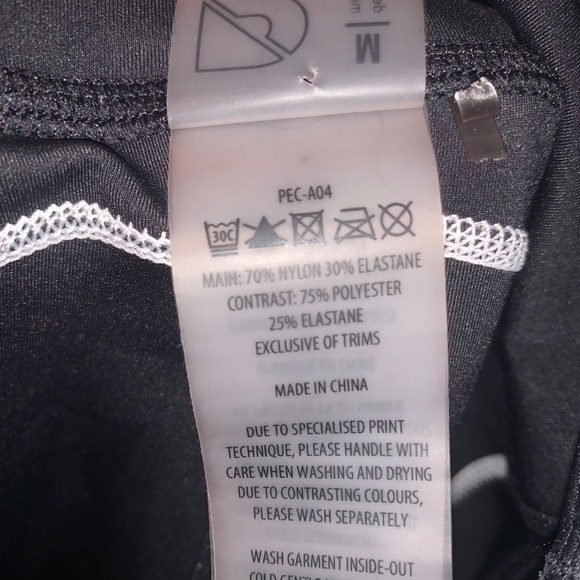 ab
sm
M
PEC-A04
30C
MAIN: 70% NYLON 30% ELASTANE
CONTRAST: 75% POLYESTER
25% ELASTANE
EXCLUSIVE OF TRIMS
MADE IN CHINA
DUE TO SPECIALISED PRINT
TECHNIQUE, PLEASE HANDLE WITH
CARE WHEN WASHING AND DRYING
DUE TO CONTRASTING COLOURS,
PLEASE WASH SEPARATELY
WASH GARMENT INSIDE-OUT